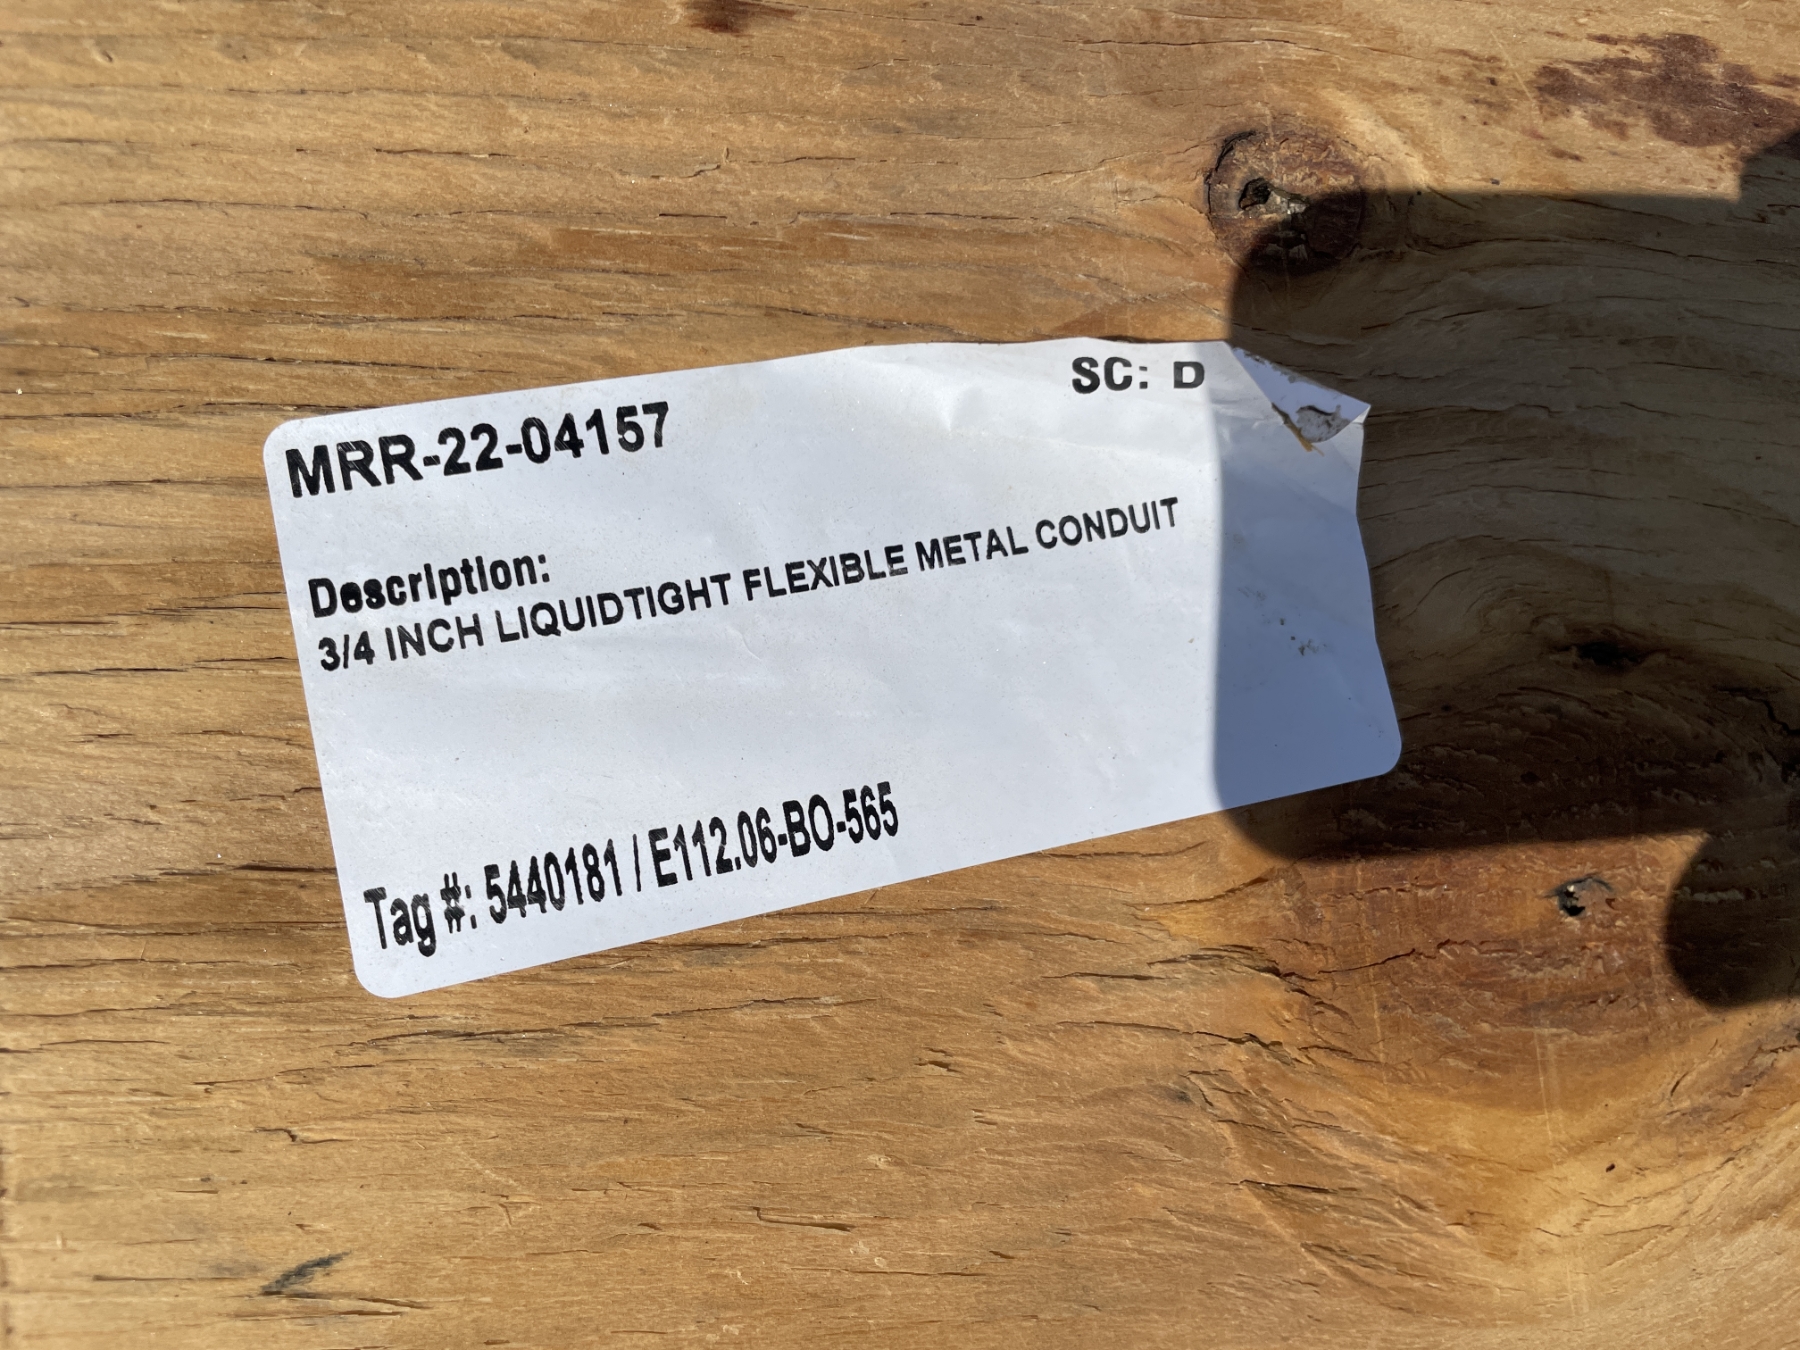 SC: D
MRR-22-04157
Description:
3/4 INCH LIQUIDTIGHT FLEXIBLE METAL CONDUIT
Tag #: 5440181 / E112.06-BO-565